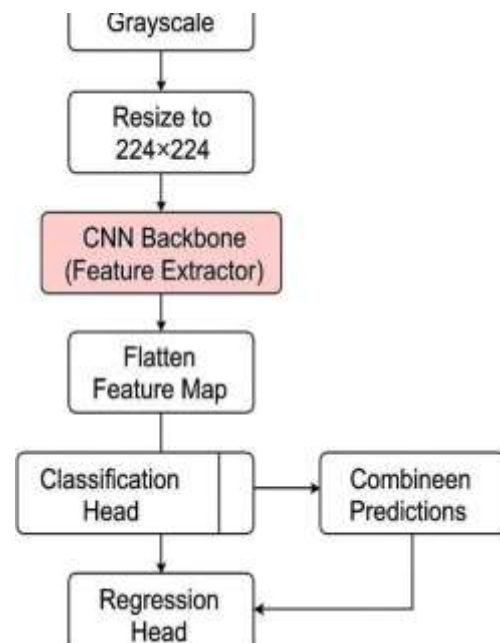 Grayscale
Resize to
224×224
CNN Backbone
(Feature Extractor)
Flatten
Feature Map
Classification
Head
Combineen
Predictions
Regression
Head